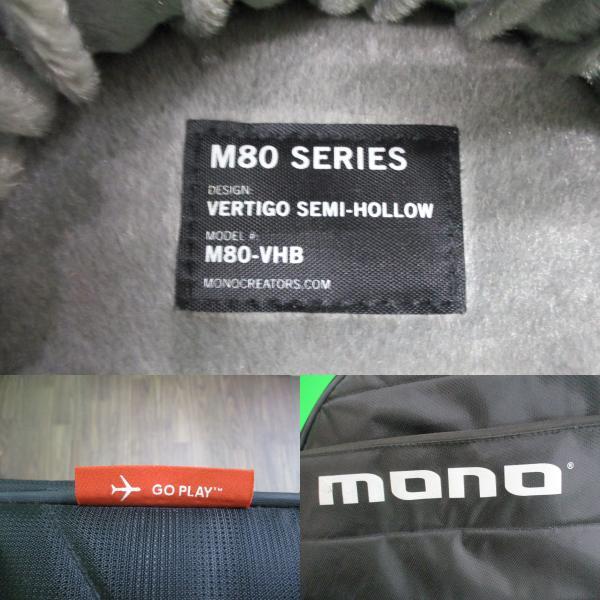 M80 SERIES
DESIGN:
VERTIGO SEMI-HOLLOW
MODEL #:
M80-VHB
MONOCREATORS.COM
GO PLAY™
mono®